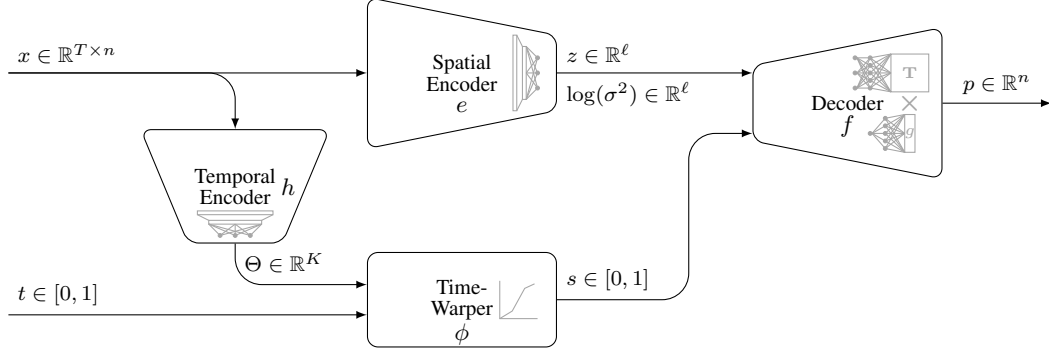 x ∈ ℝ^{T×n}
Spatial
Encoder
e
z ∈ ℝ^ℓ
log(σ²) ∈ ℝ^ℓ
T
×
g
Decoder
f
p ∈ ℝ^n
Temporal
Encoder h
Θ ∈ ℝ^K
t ∈ [0, 1]
Time-
Warper
ϕ
s ∈ [0, 1]